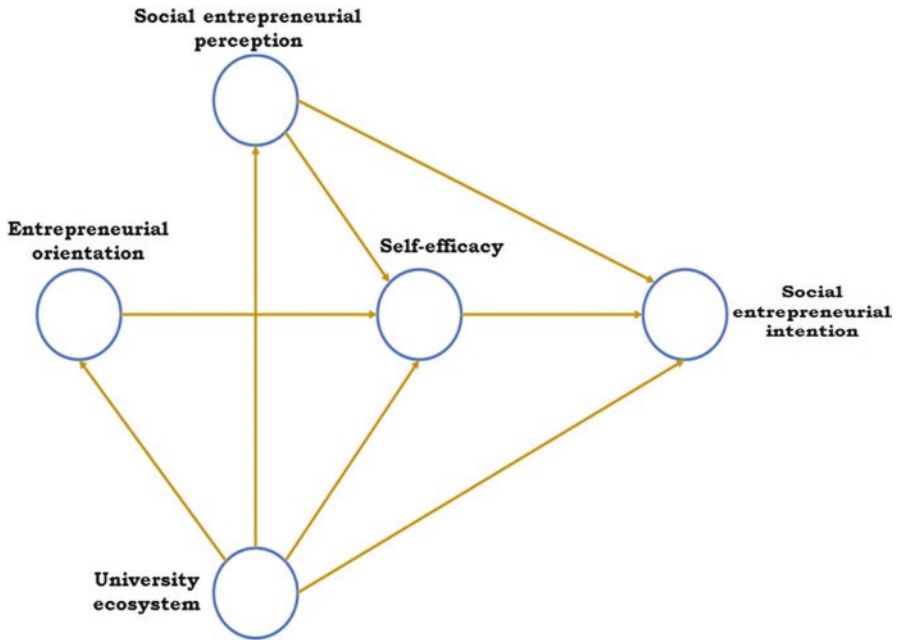 Social entrepreneurial
perception
Entrepreneurial
orientation
Self-efficacy
Social
entrepreneurial
intention
University
ecosystem